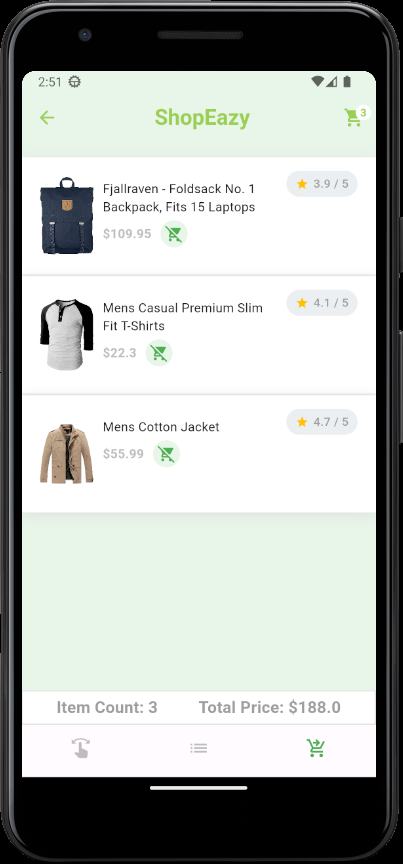 2:51
ShopEazy
3
Fjallraven - Foldsack No. 1
Backpack, Fits 15 Laptops
3.9 / 5
$109.95
Mens Casual Premium Slim
Fit T-Shirts
4.1 / 5
$22.3
Mens Cotton Jacket
4.7 / 5
$55.99
Item Count: 3 Total Price: $188.0